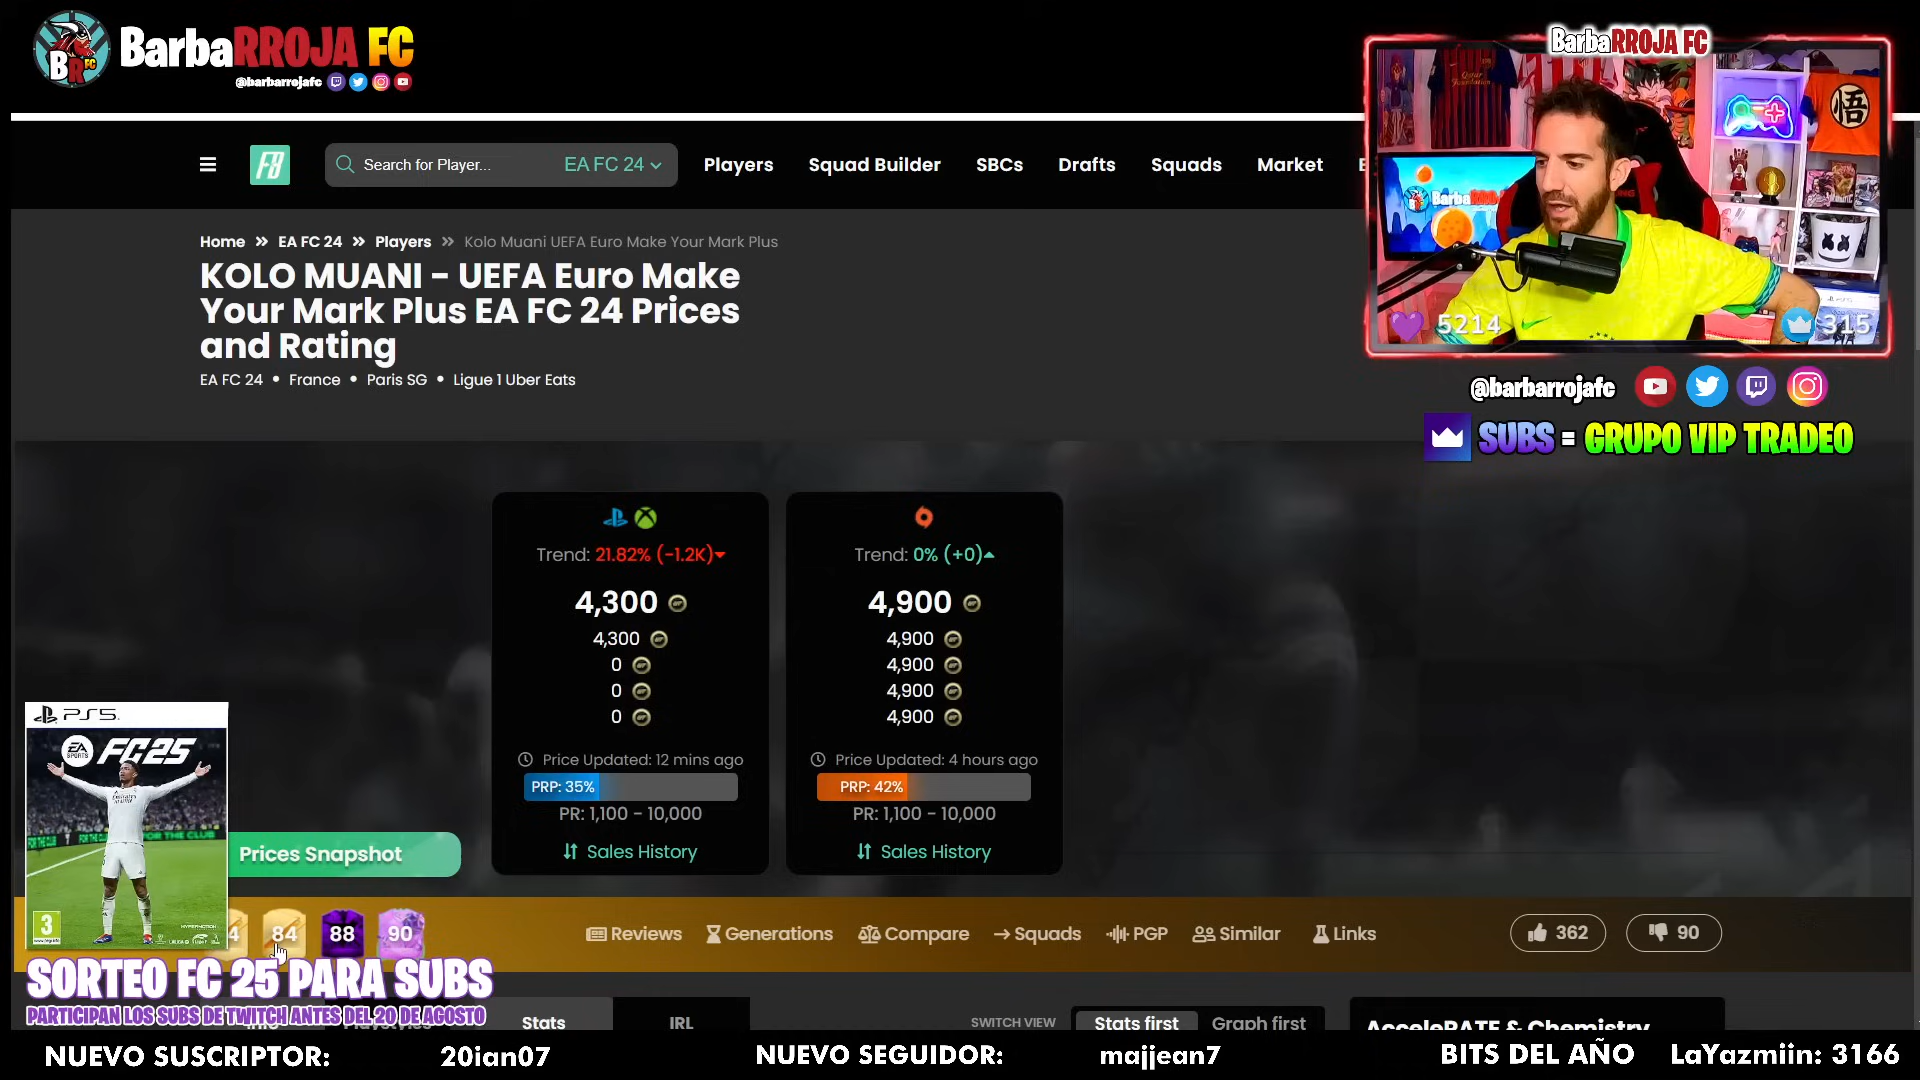 BarbaRROJA FC
@barbarrojafc
BarbaRROJA FC
Search for Player...
EA FC 24
Players
Squad Builder
SBCs
Drafts
Squads
Market
Home » EA FC 24 » Players » Kolo Muani UEFA Euro Make Your Mark Plus
KOLO MUANI - UEFA Euro Make
Your Mark Plus EA FC 24 Prices
and Rating
EA FC 24 • France • Paris SG • Ligue 1 Uber Eats
5214
315
@barbarrojafc
SUBS = GRUPO VIP TRADEO
Trend: 21.82% (-1.2K)
4,300
4,300
0
0
0
Price Updated: 12 mins ago
PRP: 35%
PR: 1,100 - 10,000
Sales History
Trend: 0% (+0)
4,900
4,900
4,900
4,900
4,900
Price Updated: 4 hours ago
PRP: 42%
PR: 1,100 - 10,000
Sales History
PS5
EA SPORTS FC25
3
Prices Snapshot
84
88
90
Reviews
Generations
Compare
Squads
PGP
Similar
Links
362
90
SORTEO FC 25 PARA SUBS
PARTICIPAN LOS SUBS DE TWITCH ANTES DEL 20 DE AGOSTO
Stats
IRL
SWITCH VIEW
Stats first
Graph first
AcceleRATE & Chemistry
NUEVO SUSCRIPTOR: 20ian07
NUEVO SEGUIDOR: majjean7
BITS DEL AÑO LaYazmiin: 3166